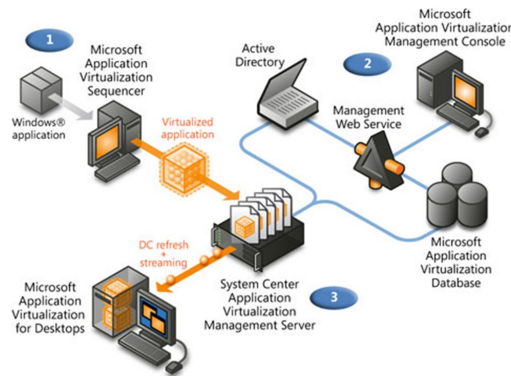 1
Microsoft
Application
Virtualization
Sequencer
Windows®
application
Virtualized
application
Active
Directory
2
Microsoft
Application Virtualization
Management Console
Management
Web Service
Microsoft
Application
Virtualization
Database
DC refresh
+
streaming
System Center
Application
Virtualization
Management Server
3
Microsoft
Application
Virtualization
for Desktops